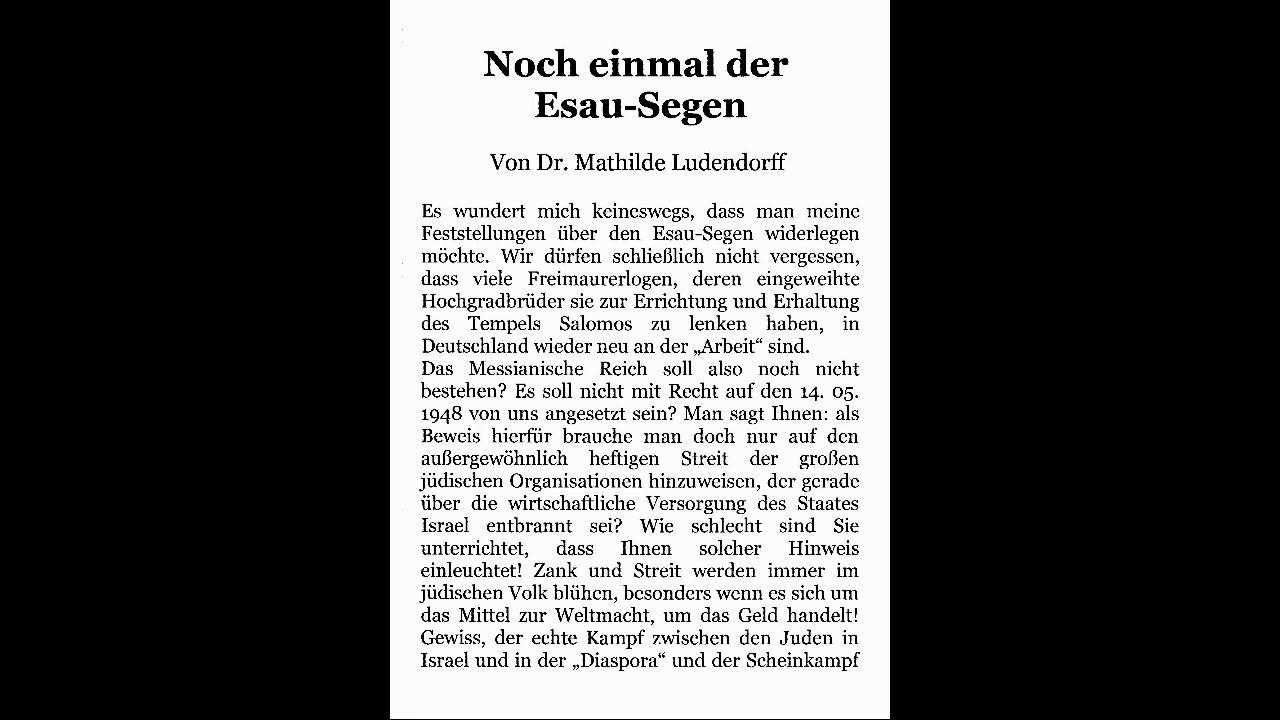 Noch einmal der
Esau-Segen
Von Dr. Mathilde Ludendorff
Es wundert mich keineswegs, dass man meine
Feststellungen über den Esau-Segen widerlegen
möchte. Wir dürfen schließlich nicht vergessen,
dass viele Freimaurerlogen, deren eingeweihte
Hochgradbrüder sie zur Errichtung und Erhaltung
des Tempels Salomos zu lenken haben, in
Deutschland wieder neu an der „Arbeit“ sind.
Das Messianische Reich soll also noch nicht
bestehen? Es soll nicht mit Recht auf den 14. 05.
1948 von uns angesetzt sein? Man sagt Ihnen: als
Beweis hierfür brauche man doch nur auf den
außergewöhnlich heftigen Streit der großen
jüdischen Organisationen hinzuweisen, der gerade
über die wirtschaftliche Versorgung des Staates
Israel entbrannt sei? Wie schlecht sind Sie
unterrichtet, dass Ihnen solcher Hinweis
einleuchtet! Zank und Streit werden immer im
jüdischen Volk blühen, besonders wenn es sich um
das Mittel zur Weltmacht, um das Geld handelt!
Gewiss, der echte Kampf zwischen den Juden in
Israel und in der „Diaspora“ und der Scheinkampf